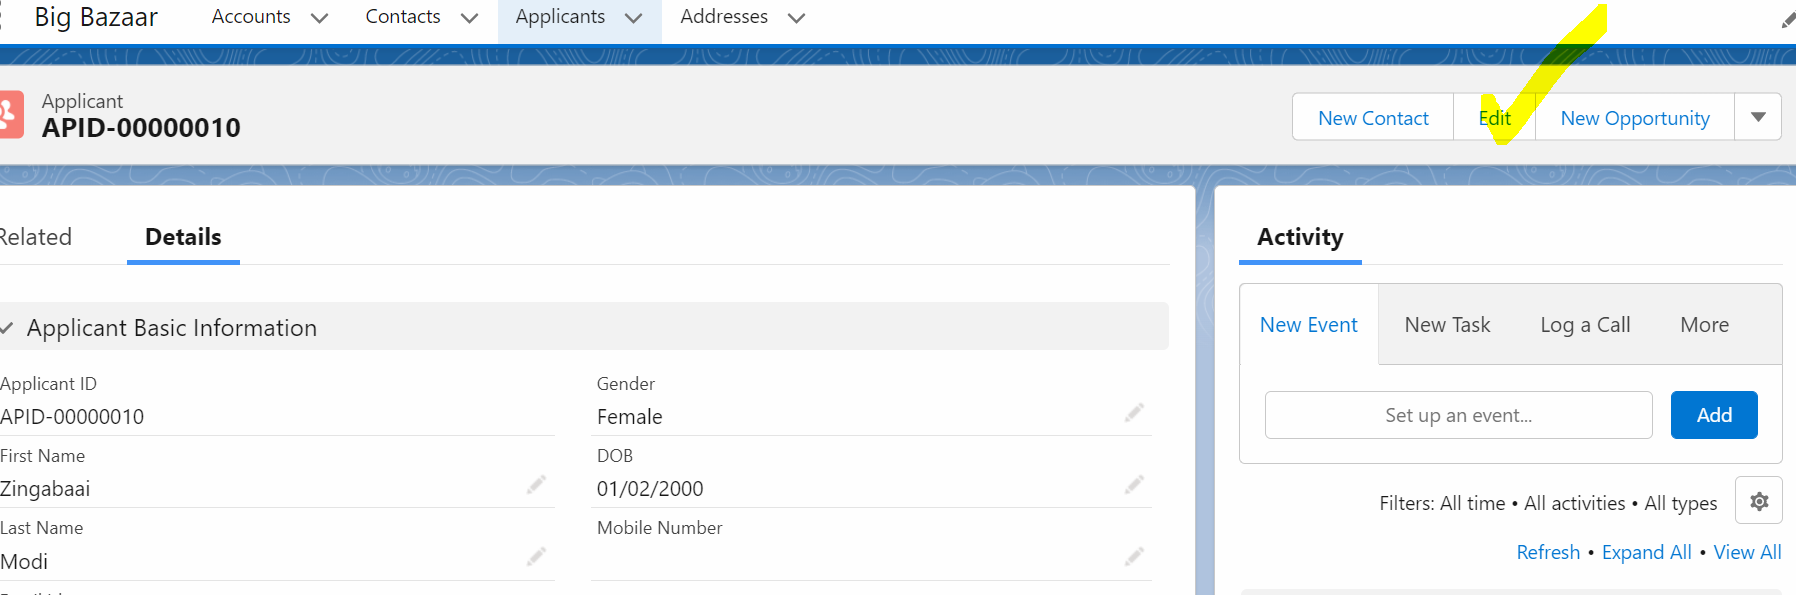 Big Bazaar Accounts Contacts Applicants Addresses
Applicant
APID-00000010
New Contact Edit New Opportunity
Related Details
Activity
Applicant Basic Information
New Event New Task Log a Call More
Applicant ID Gender
APID-00000010 Female
Set up an event... Add
First Name DOB
Zingabaai 01/02/2000
Filters: All time • All activities • All types
Last Name Mobile Number
Modi
Refresh • Expand All • View All